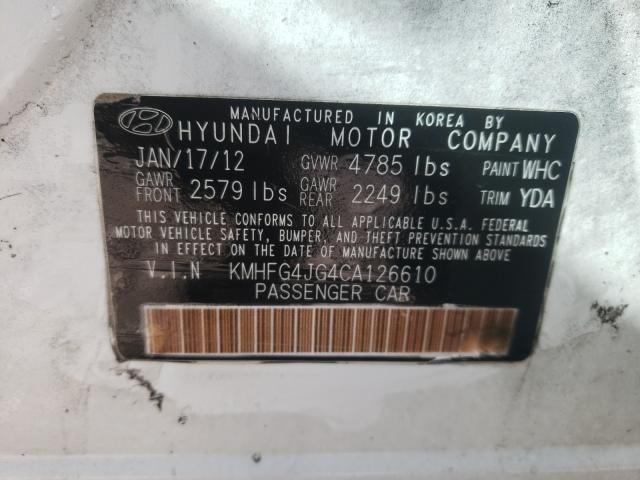 MANUFACTURED IN KOREA BY
HYUNDAI MOTOR COMPANY
JAN/17/12 GVWR 4785 lbs PAINT WHC
GAWR FRONT 2579 lbs GAWR REAR 2249 lbs TRIM YDA
THIS VEHICLE CONFORMS TO ALL APPLICABLE U.S.A. FEDERAL
MOTOR VEHICLE SAFETY, BUMPER, AND THEFT PREVENTION STANDARDS
IN EFFECT ON THE DATE OF MANUFACTURE SHOWN ABOVE.
V.I.N KMHFG4JG4CA126610
PASSENGER CAR